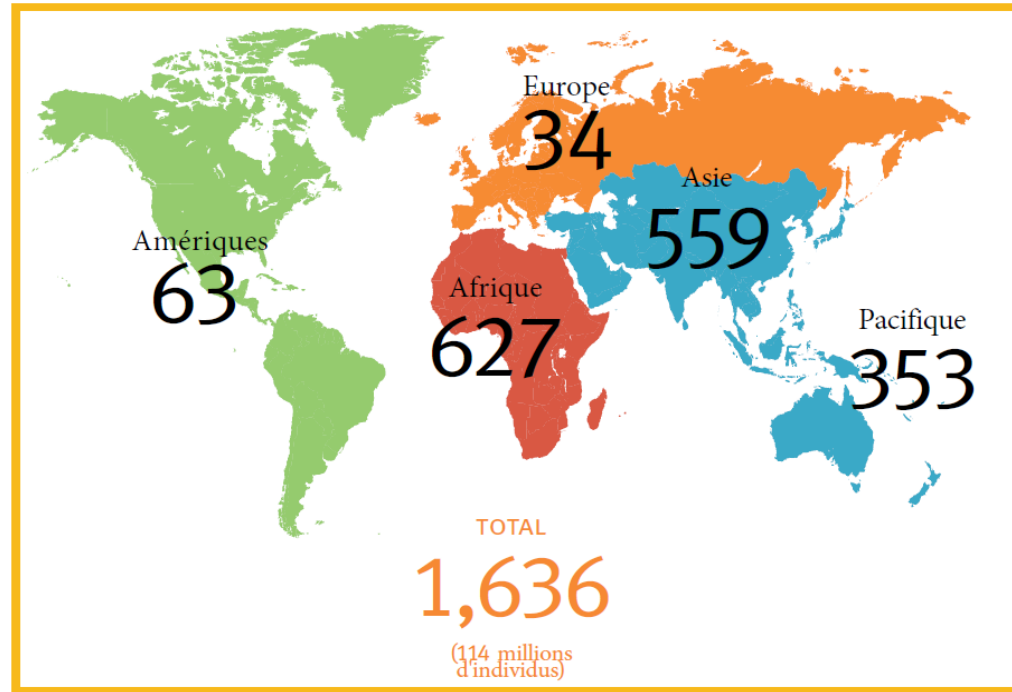 Europe
34
Asie
559
Amériques
63
Afrique
627
Pacifique
353
TOTAL
1,636
(114 millions
d'individus)